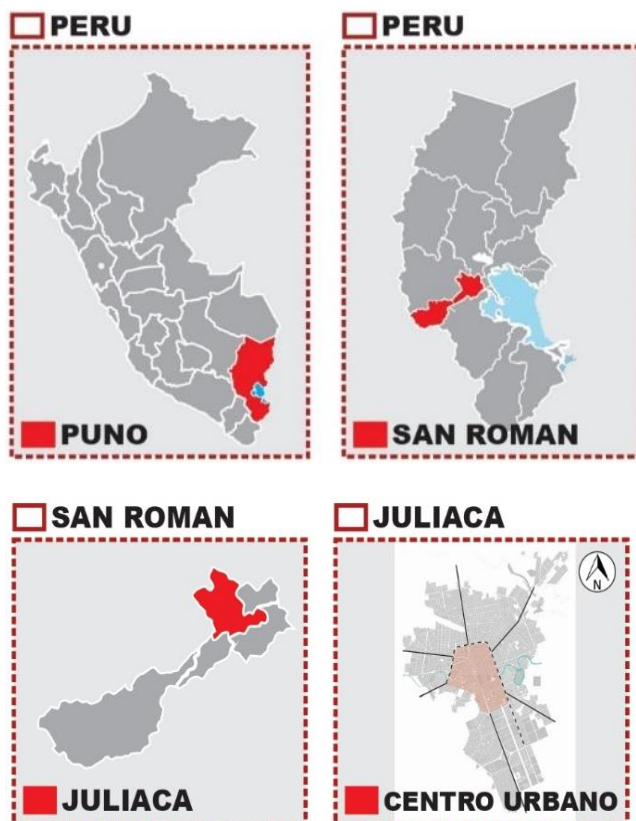 PERU
PUNO
PERU
SAN ROMAN
SAN ROMAN
JULIACA
JULIACA
N
CENTRO URBANO